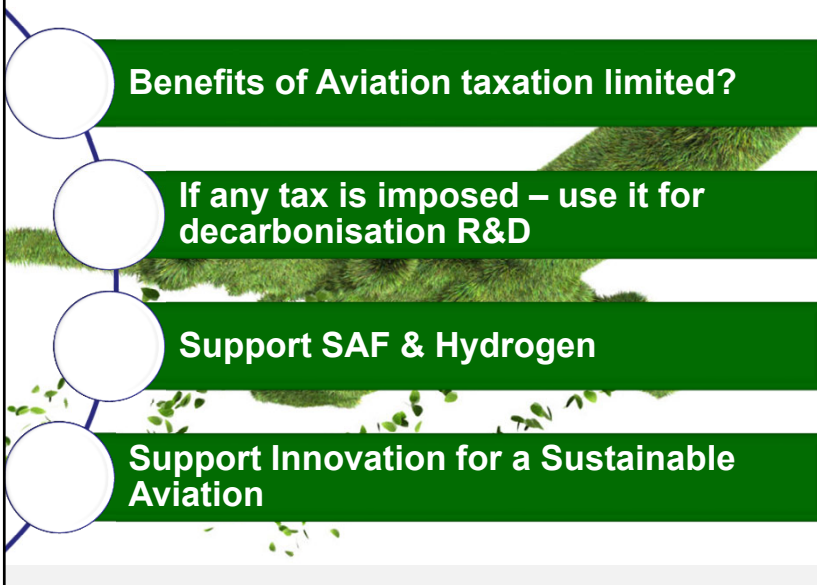 Benefits of Aviation taxation limited?
If any tax is imposed – use it for
decarbonisation R&D
Support SAF & Hydrogen
Support Innovation for a Sustainable
Aviation